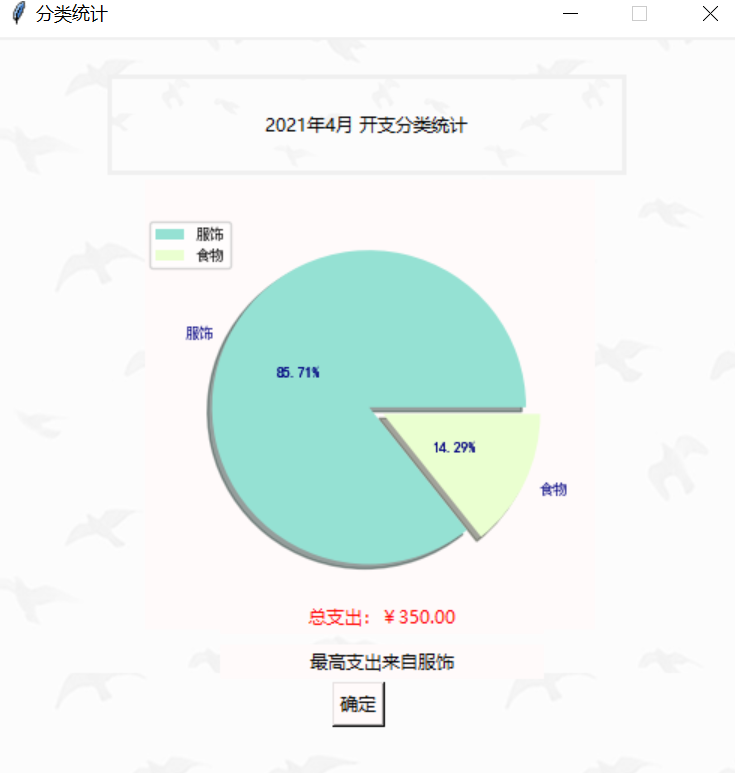 分类统计
2021年4月 开支分类统计
服饰
食物
服饰
85.71%
14.29%
食物
总支出：￥350.00
最高支出来自服饰
确定